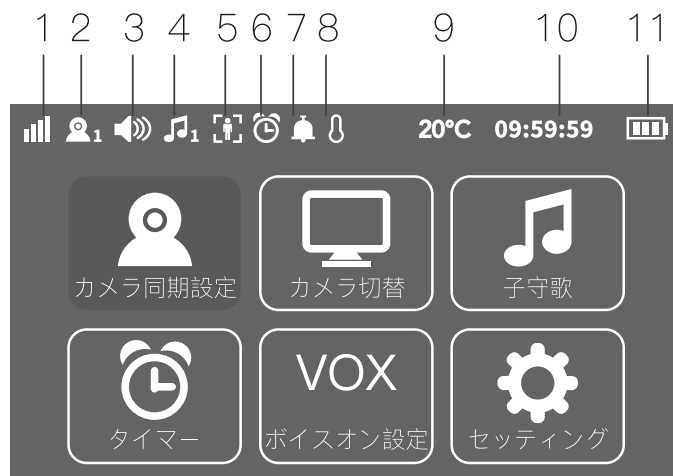 1 2 3 4 5 6 7 8 9 10 11
1 1 20°C 09:59:59
カメラ同期設定 カメラ切替 子守歌
VOX
タイマー ボイスオン設定 セッティング